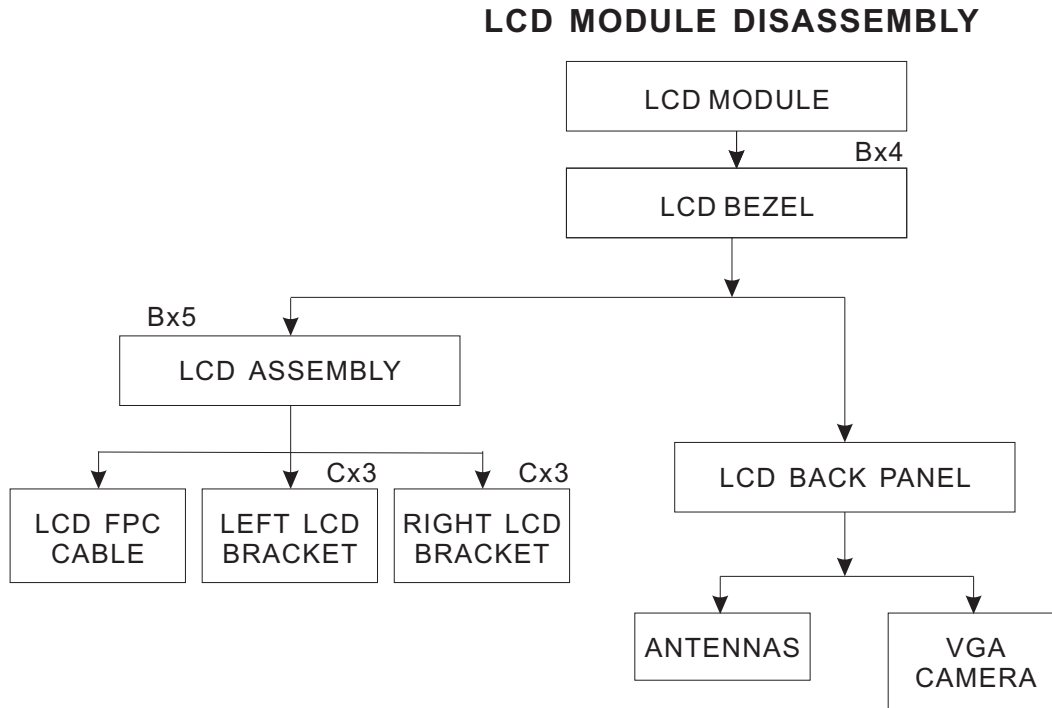 LCD MODULE DISASSEMBLY
LCD MODULE
Bx4
LCD BEZEL
Bx5
LCD ASSEMBLY
LCD BACK PANEL
Cx3
Cx3
LCD FPC
CABLE
LEFT LCD
BRACKET
RIGHT LCD
BRACKET
ANTENNAS
VGA
CAMERA